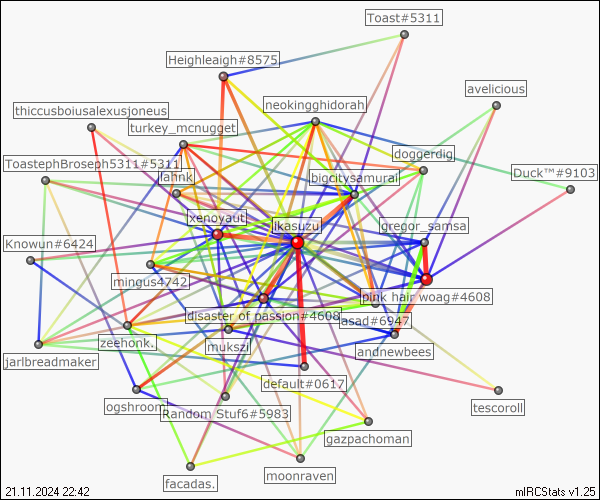 Toast#5311
Heighleaigh#8575
avelicious
neokingghidorah
thiccusboiusalexusjoneus
turkey_mcnugget
doggerdig
ToastephBroseph5311#5311
Duck™#9103
lahnk
bigcitysamurai
xenoyaut
ikasuzu
gregor_samsa
Knowun#6424
mingus4742
pink hair woag#4608
disaster of passion#4608
asad#6947
zeehonk.
mukszi
andnewbees
jarlbreadmaker
default#0617
ogshroom
Random Stuf6#5983
tescoroll
gazpachoman
moonraven
facadas.
21.11.2024 22:42
mIRCStats v1.25